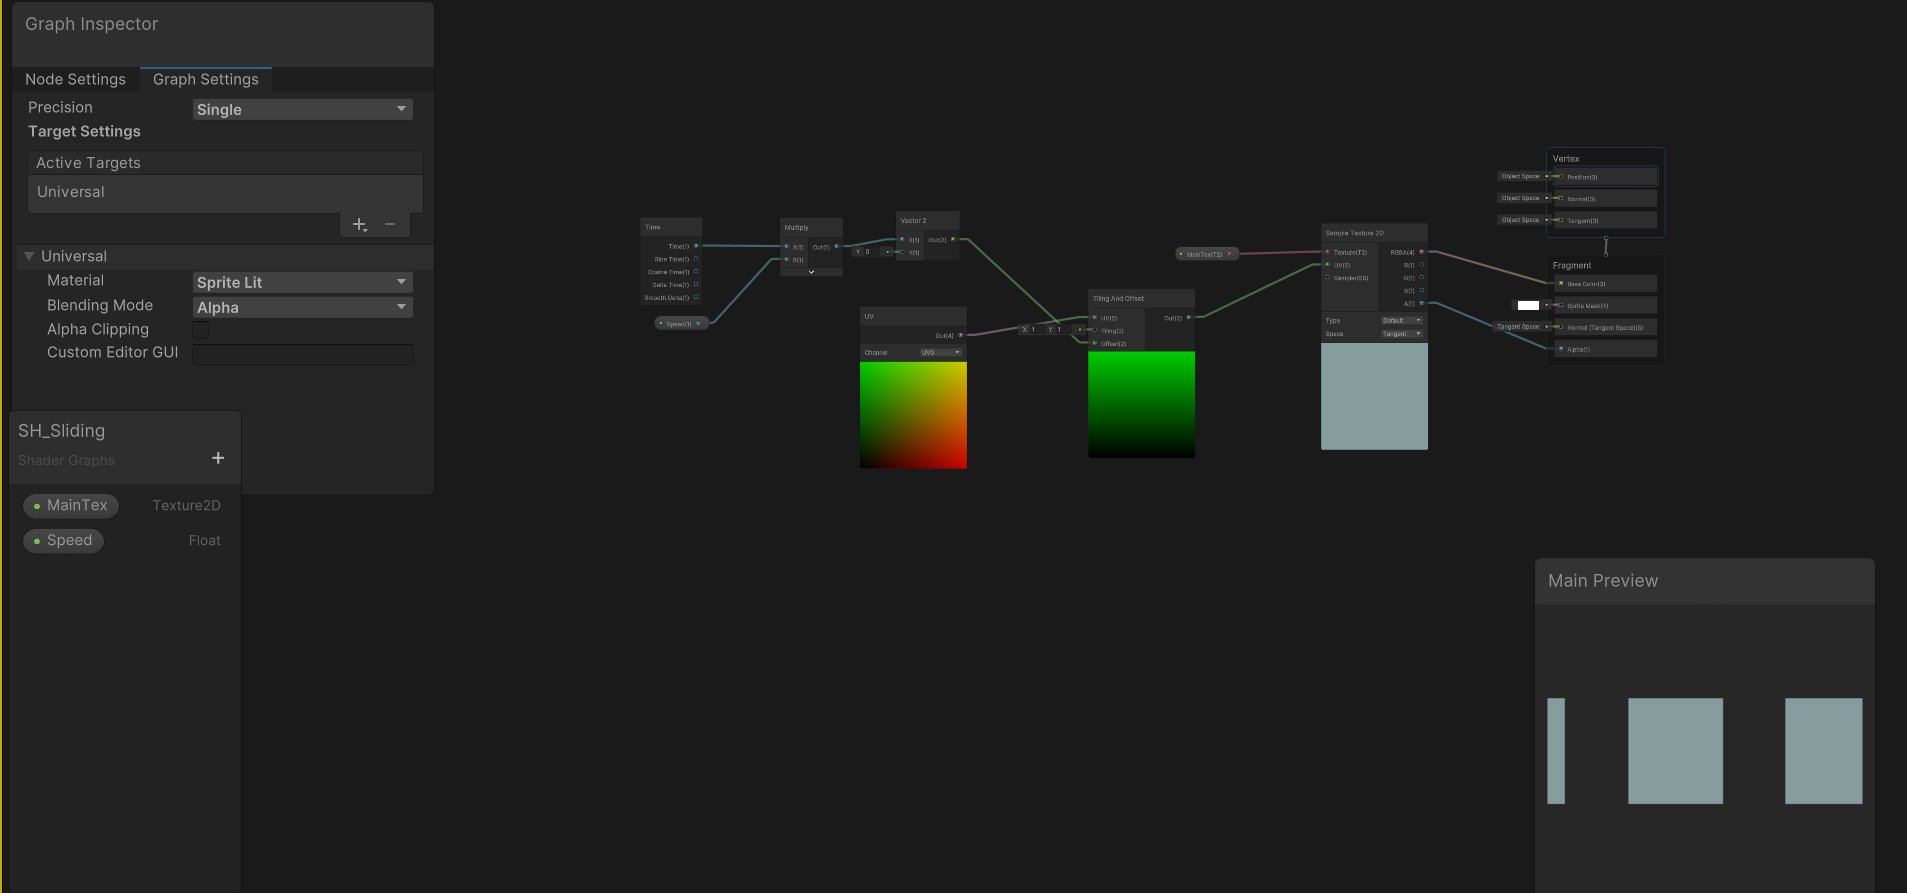 Graph Inspector
Node Settings Graph Settings
Precision Single
Target Settings
Active Targets
Universal
+ −
Universal
Material Sprite Lit
Blending Mode Alpha
Alpha Clipping
Custom Editor GUI
SH_Sliding
Shader Graphs +
MainTex Texture2D
Speed Float
Time
Time(1)
Sine Time(1)
Cosine Time(1)
Delta Time(1)
Smooth Delta(1)
Speed(1)
Multiply
A(1) Out(1)
B(1)
Vector 2
X(1) Out(2)
Y 0 Y(1)
UV
Out(4)
Channel UV0
Tiling And Offset
UV(2) Out(2)
X 1 Y 1 Tiling(2)
Offset(2)
MainTex(T2)
Sample Texture 2D
Texture(T2) RGBA(4)
UV(2) R(1)
Sampler(SS) G(1)
B(1)
A(1)
Type Default
Space Tangent
Vertex
Object Space Position(3)
Object Space Normal(3)
Object Space Tangent(3)
Fragment
Base Color(3)
Sprite Mask(4)
Tangent Space Normal (Tangent Space)(3)
Alpha(1)
Main Preview